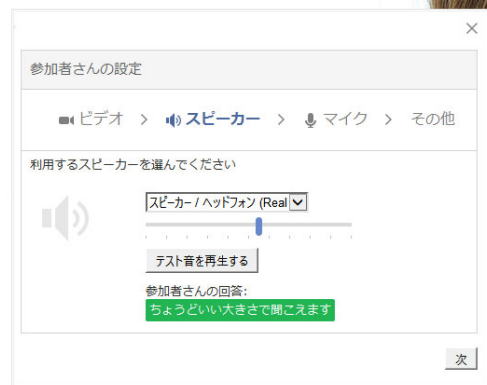 参加者さんの設定
ビデオ > スピーカー > マイク > その他
利用するスピーカーを選んでください
スピーカー / ヘッドフォン (Real
テスト音を再生する
参加者さんの回答:
ちょうどいい大きさで聞こえます
次